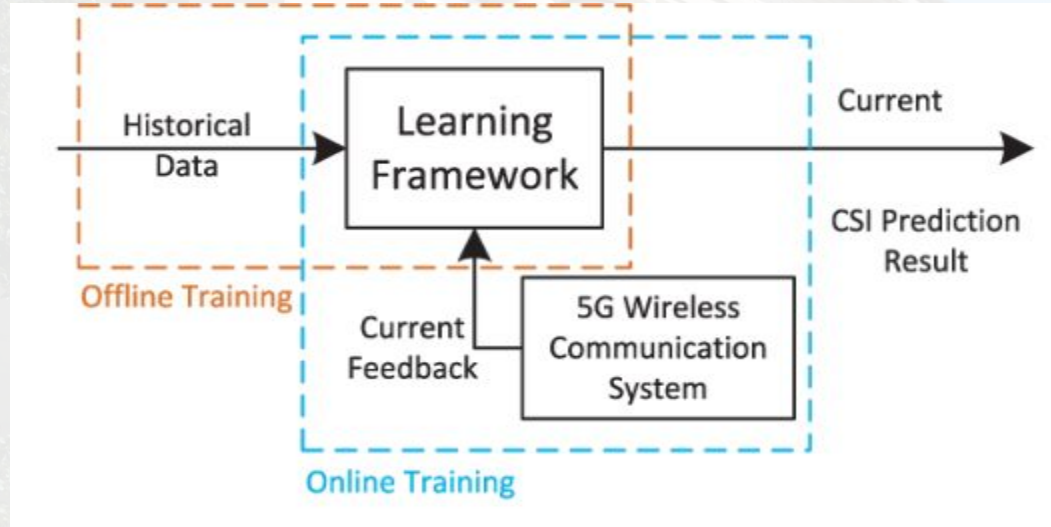 Historical
Data
Learning
Framework
Current
CSI Prediction
Result
Offline Training
Current
Feedback
5G Wireless
Communication
System
Online Training